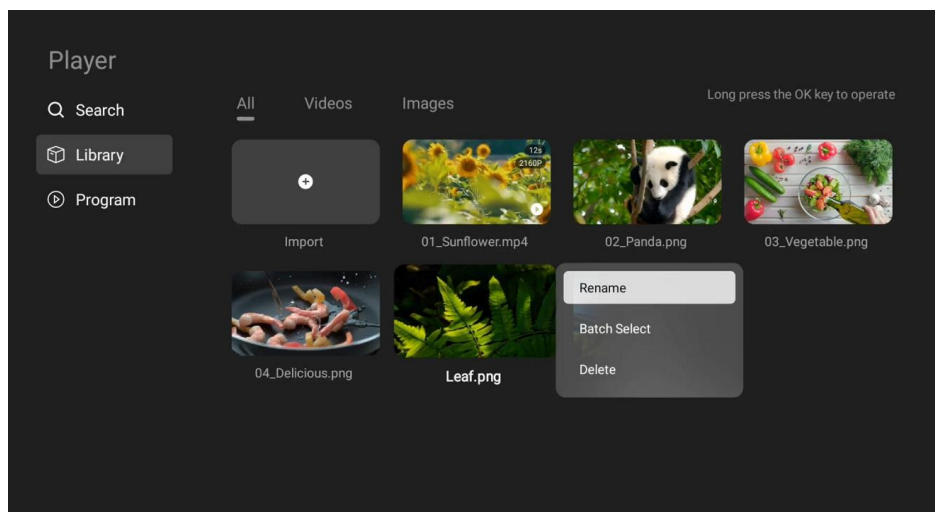 Player
Search
Library
Program
All
Videos
Images
Long press the OK key to operate
12s
2160P
Import
01_Sunflower.mp4
02_Panda.png
03_Vegetable.png
04_Delicious.png
Leaf.png
Rename
Batch Select
Delete